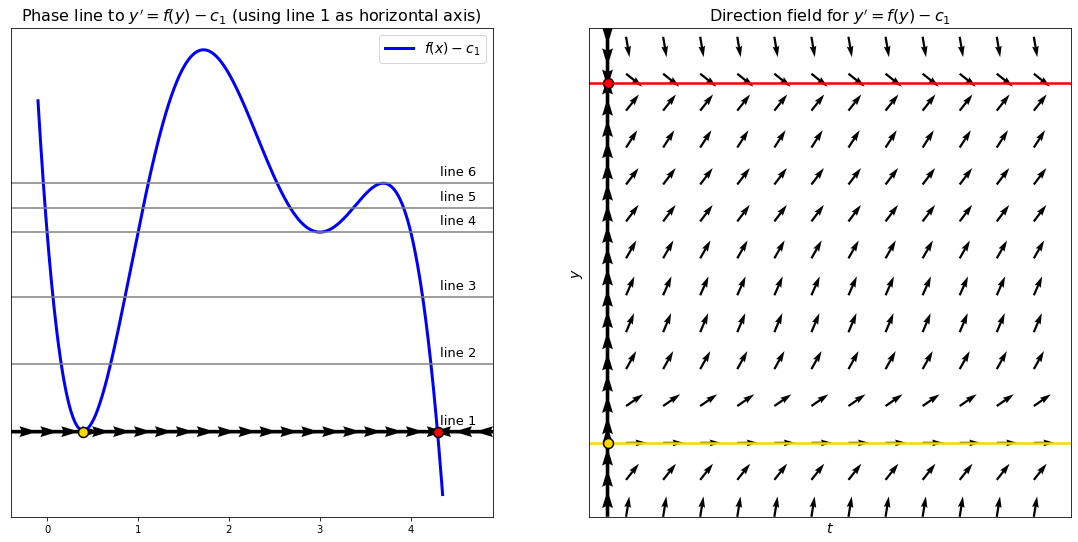 Phase line to y′ = f(y) − c₁ (using line 1 as horizontal axis)
f(x) − c₁
line 6
line 5
line 4
line 3
line 2
line 1
0 1 2 3 4
Direction field for y′ = f(y) − c₁
y
t